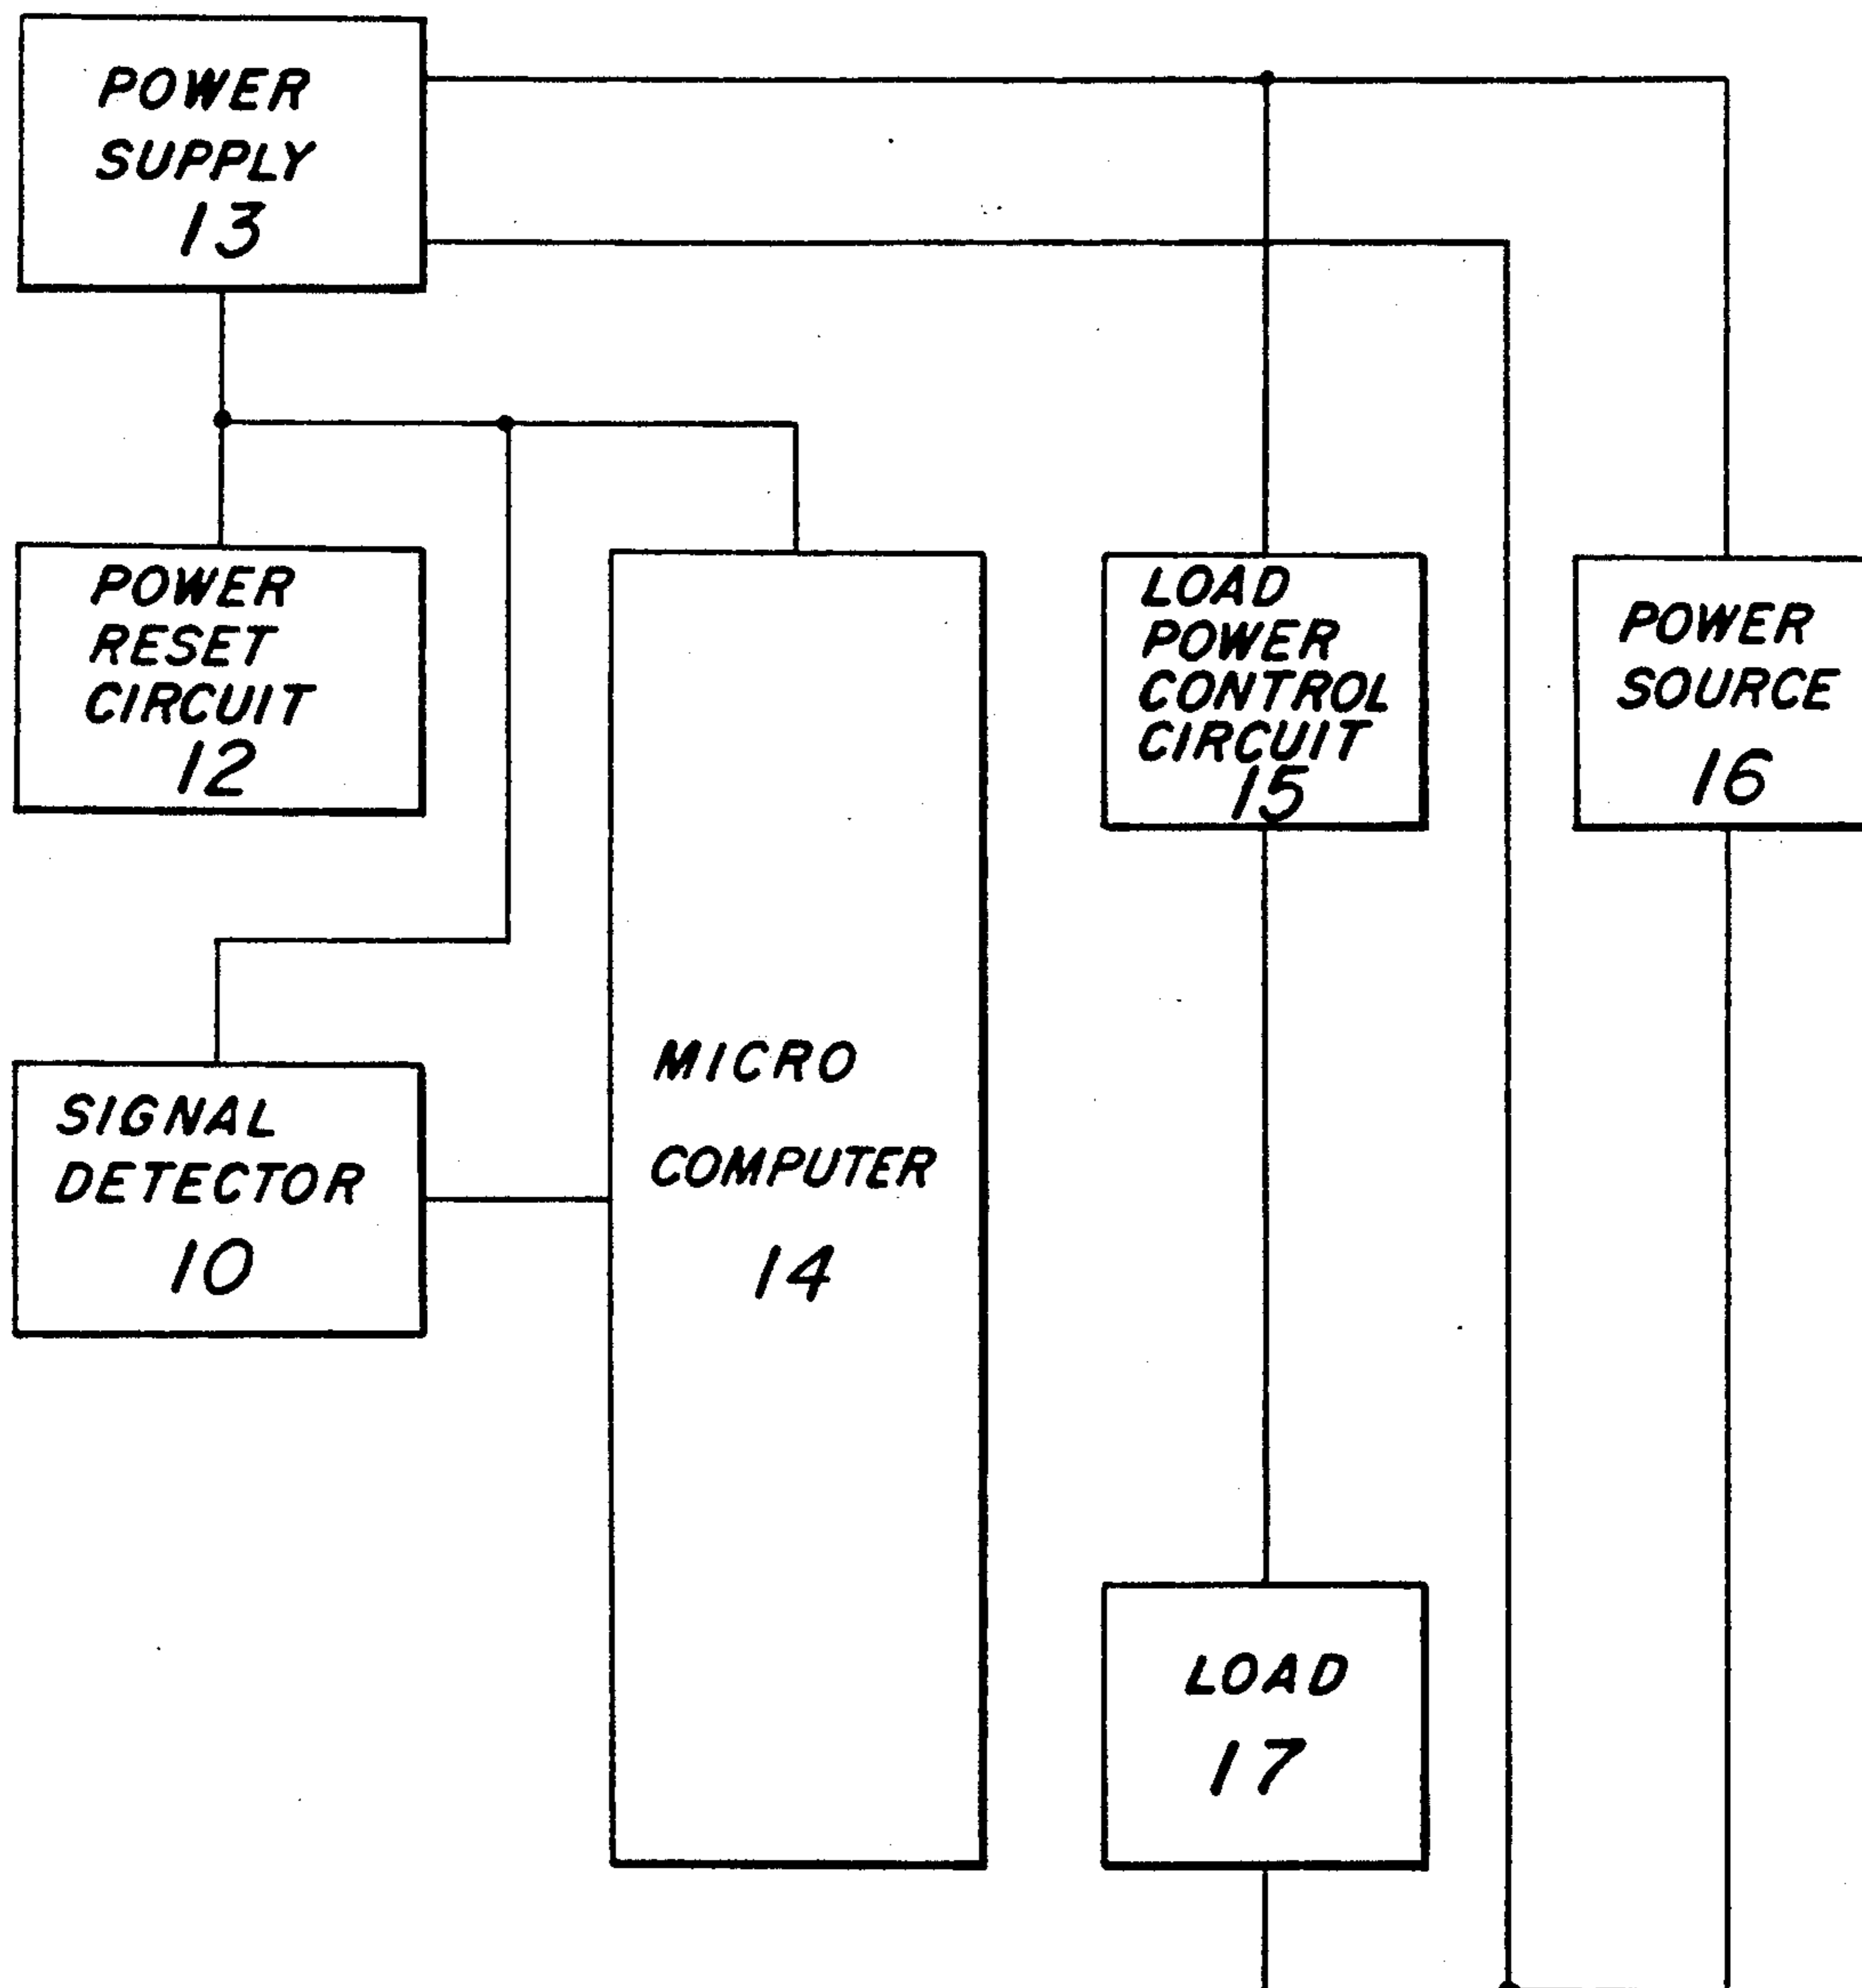 POWER
SUPPLY
13
POWER
RESET
CIRCUIT
12
LOAD
POWER
CONTROL
CIRCUIT
15
POWER
SOURCE
16
SIGNAL
DETECTOR
10
MICRO
COMPUTER
14
LOAD
17